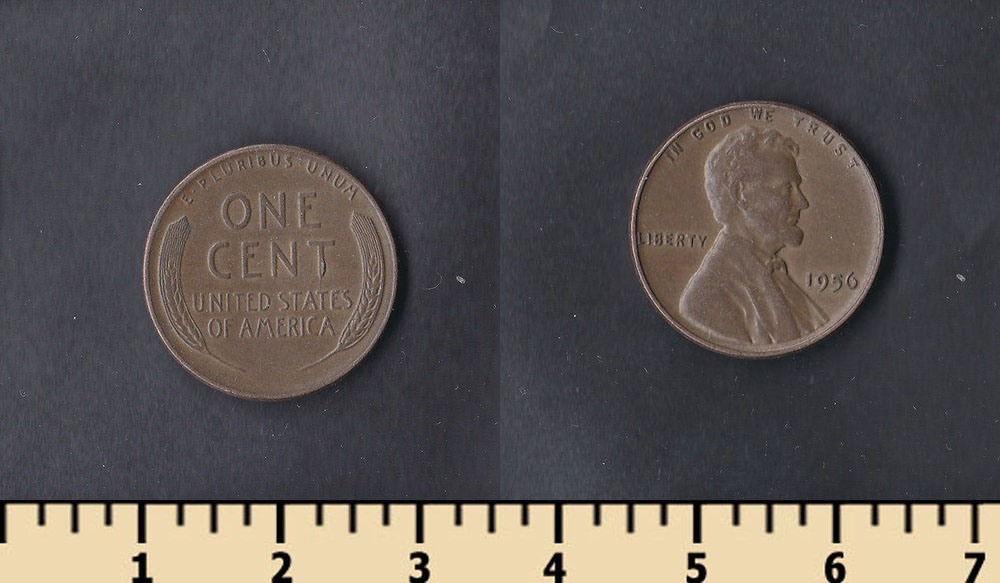 E·PLURIBUS·UNUM
ONE
CENT
UNITED STATES
OF AMERICA
IN GOD WE TRUST
LIBERTY
1956
1 2 3 4 5 6 7